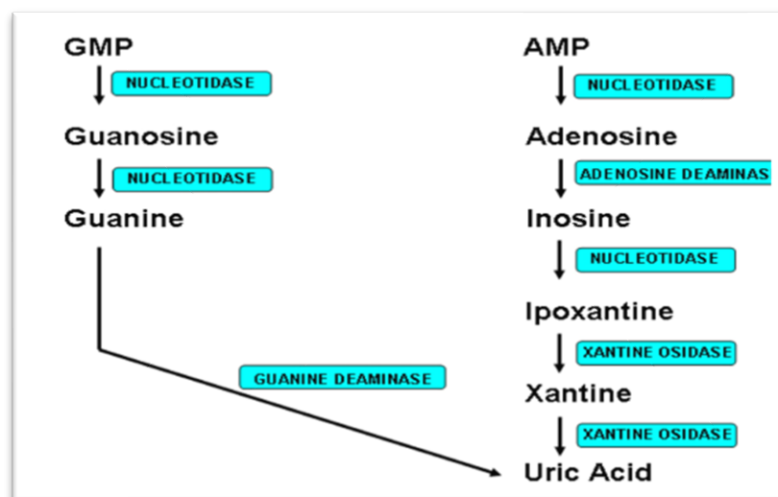 GMP
NUCLEOTIDASE
Guanosine
NUCLEOTIDASE
Guanine
GUANINE DEAMINASE
AMP
NUCLEOTIDASE
Adenosine
ADENOSINE DEAMINAS
Inosine
NUCLEOTIDASE
Ipoxantine
XANTINE OSIDASE
Xantine
XANTINE OSIDASE
Uric Acid